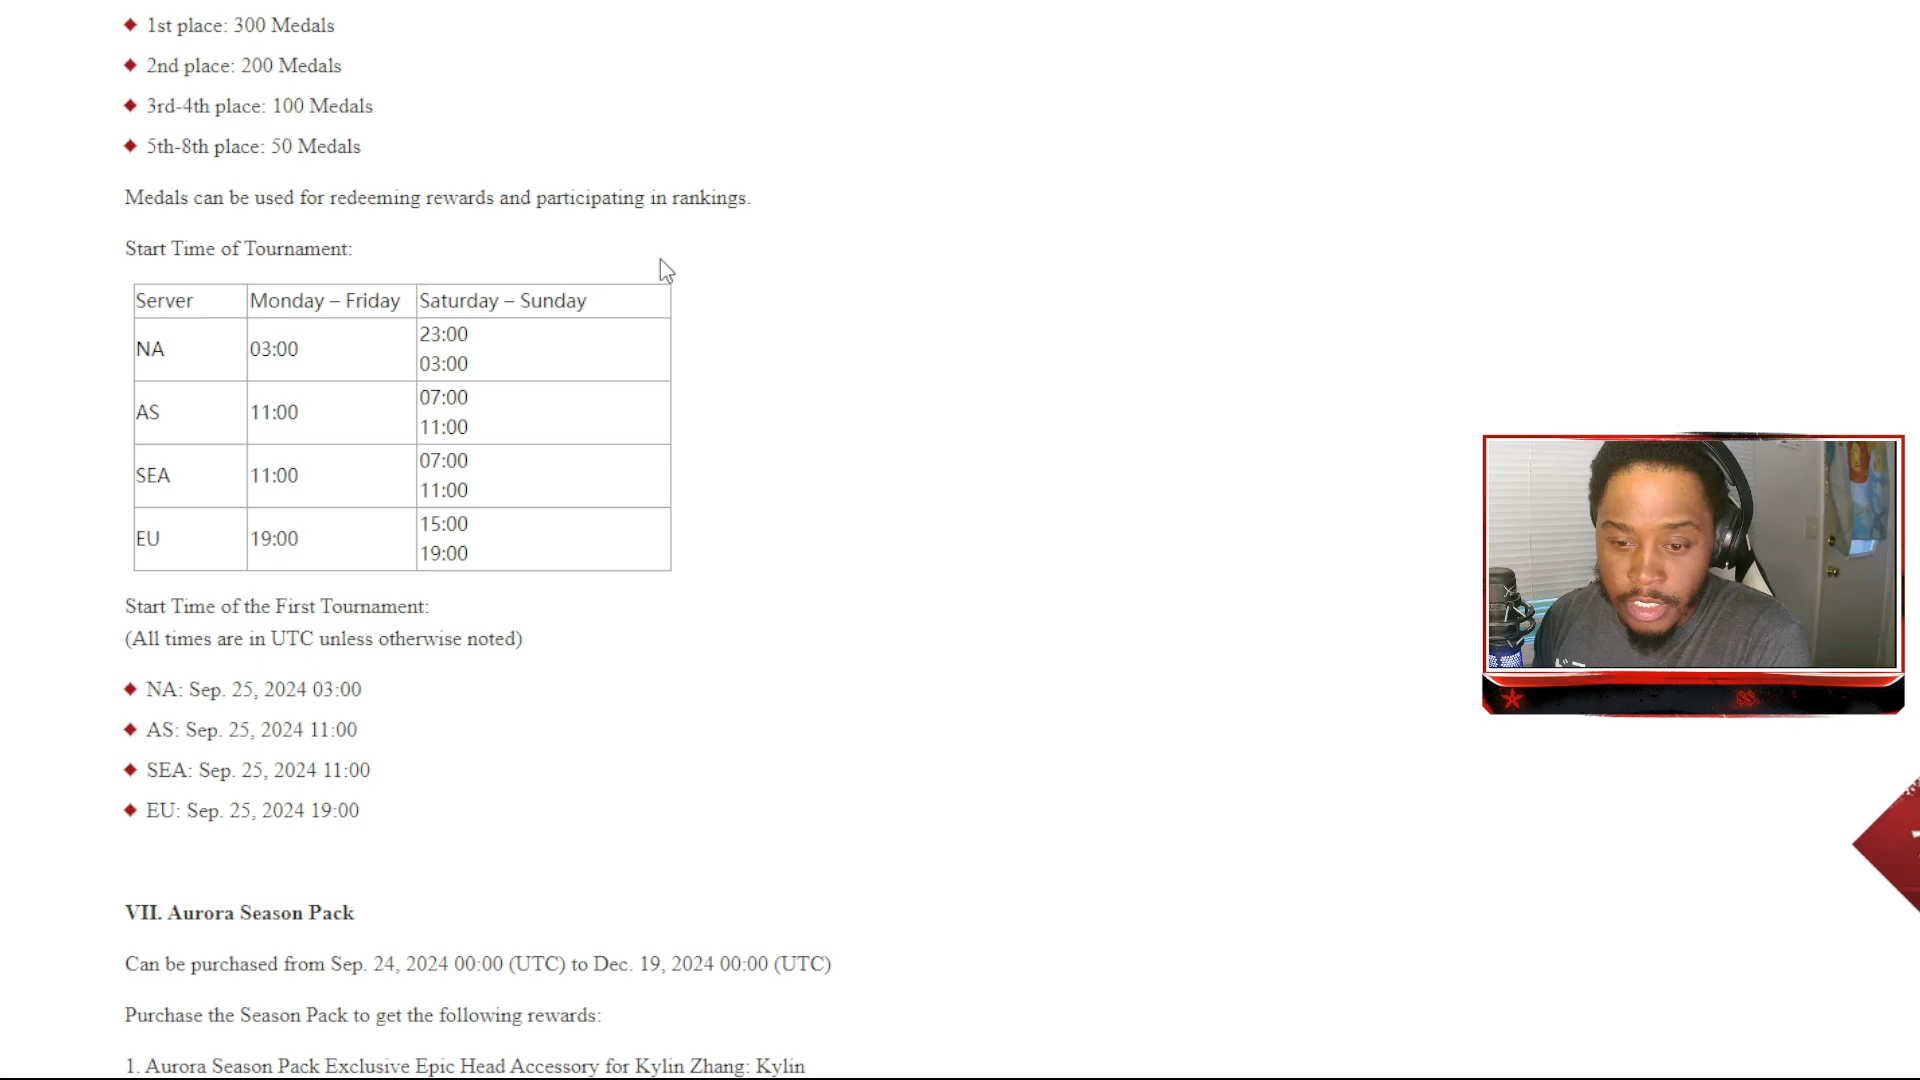 1st place: 300 Medals
2nd place: 200 Medals
3rd-4th place: 100 Medals
5th-8th place: 50 Medals
Medals can be used for redeeming rewards and participating in rankings.
Start Time of Tournament:
Server Monday – Friday Saturday – Sunday
NA 03:00 23:00
03:00
AS 11:00 07:00
11:00
SEA 11:00 07:00
11:00
EU 19:00 15:00
19:00
Start Time of the First Tournament:
(All times are in UTC unless otherwise noted)
NA: Sep. 25, 2024 03:00
AS: Sep. 25, 2024 11:00
SEA: Sep. 25, 2024 11:00
EU: Sep. 25, 2024 19:00
VII. Aurora Season Pack
Can be purchased from Sep. 24, 2024 00:00 (UTC) to Dec. 19, 2024 00:00 (UTC)
Purchase the Season Pack to get the following rewards:
1. Aurora Season Pack Exclusive Epic Head Accessory for Kylin Zhang: Kylin